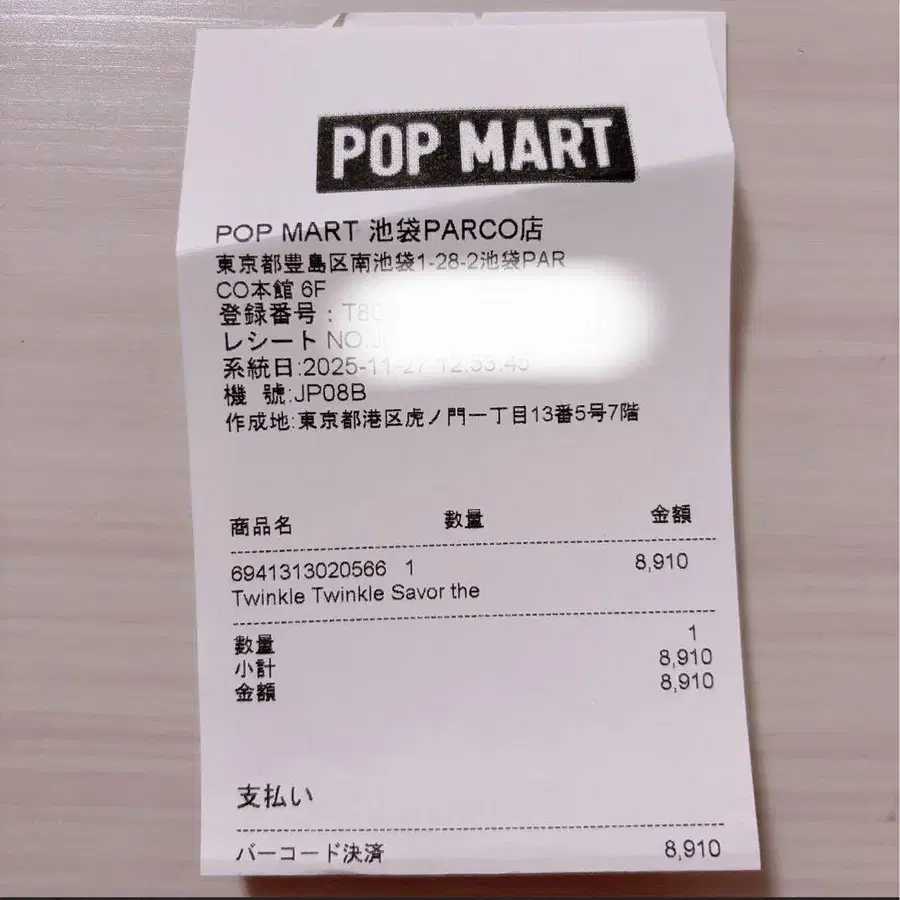 POP MART
POP MART 池袋PARCO店
東京都豊島区南池袋1-28-2池袋PAR
CO本館 6F
登録番号：T80
レシート NO.
系統日:2025-11-27 12:53:46
機 號:JP08B
作成地:東京都港区虎ノ門一丁目13番5号7階
商品名 数量 金額
6941313020566 1 8,910
Twinkle Twinkle Savor the
数量 1
小計 8,910
金額 8,910
支払い
バーコード決済 8,910